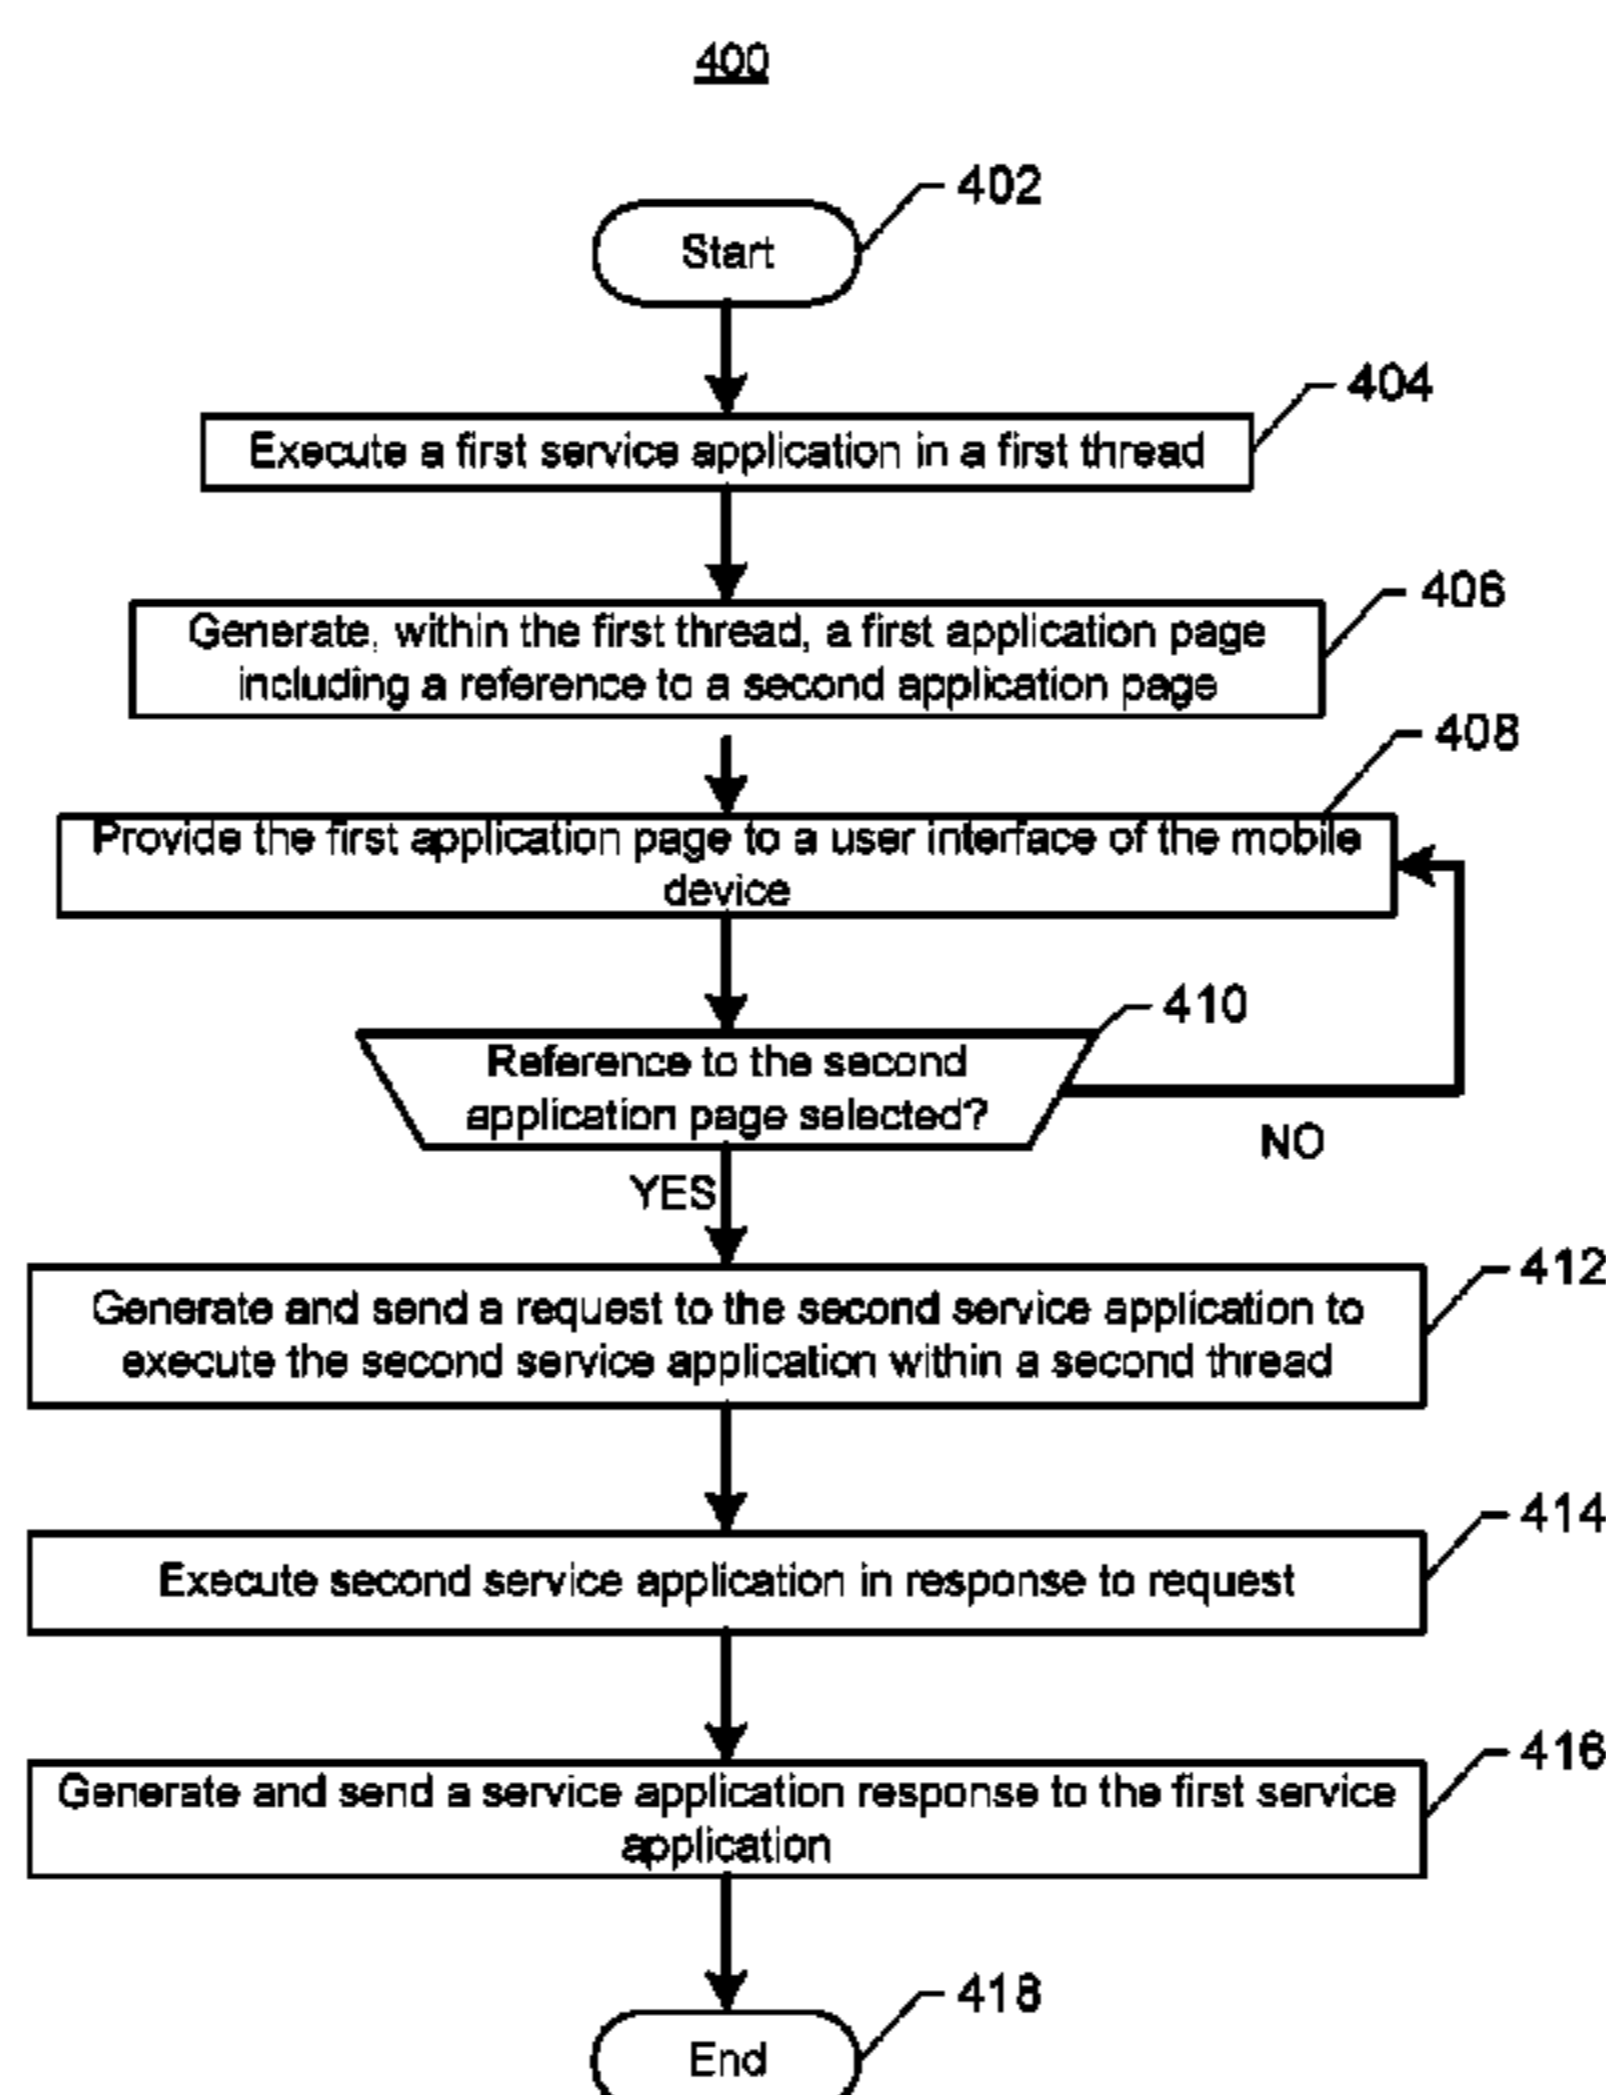 400
402
Start
404
Execute a first service application in a first thread
406
Generate, within the first thread, a first application page
including a reference to a second application page
408
Provide the first application page to a user interface of the mobile
device
410
Reference to the second
application page selected?
NO
YES
412
Generate and send a request to the second service application to
execute the second service application within a second thread
414
Execute second service application in response to request
416
Generate and send a service application response to the first service
application
418
End